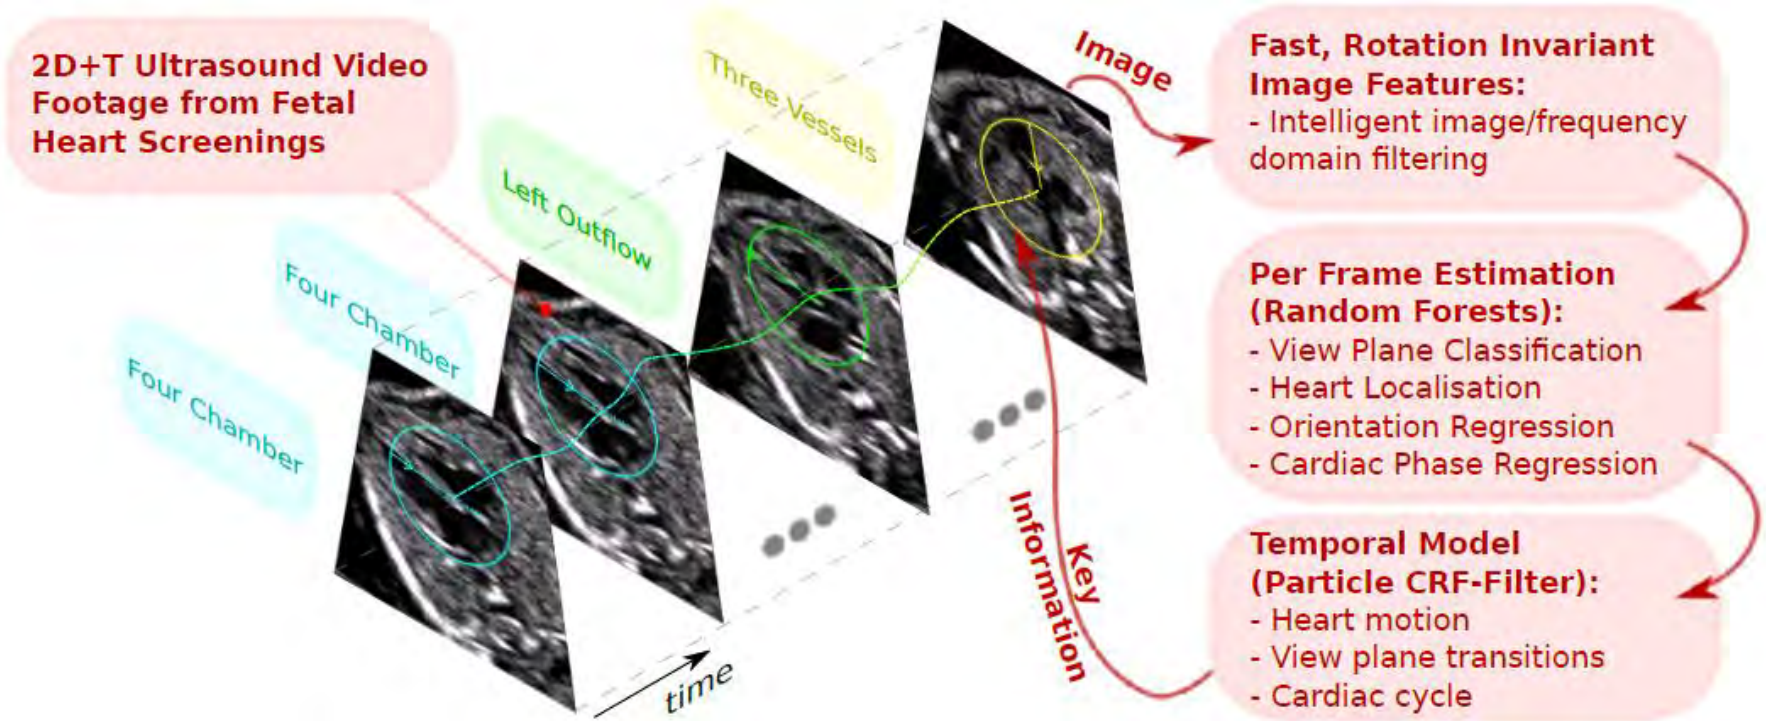 2D+T Ultrasound Video
Footage from Fetal
Heart Screenings
Four Chamber
Four Chamber
Left Outflow
Three Vessels
time
Image
Fast, Rotation Invariant
Image Features:
- Intelligent image/frequency
domain filtering
Per Frame Estimation
(Random Forests):
- View Plane Classification
- Heart Localisation
- Orientation Regression
- Cardiac Phase Regression
Temporal Model
(Particle CRF-Filter):
- Heart motion
- View plane transitions
- Cardiac cycle
Key
Information